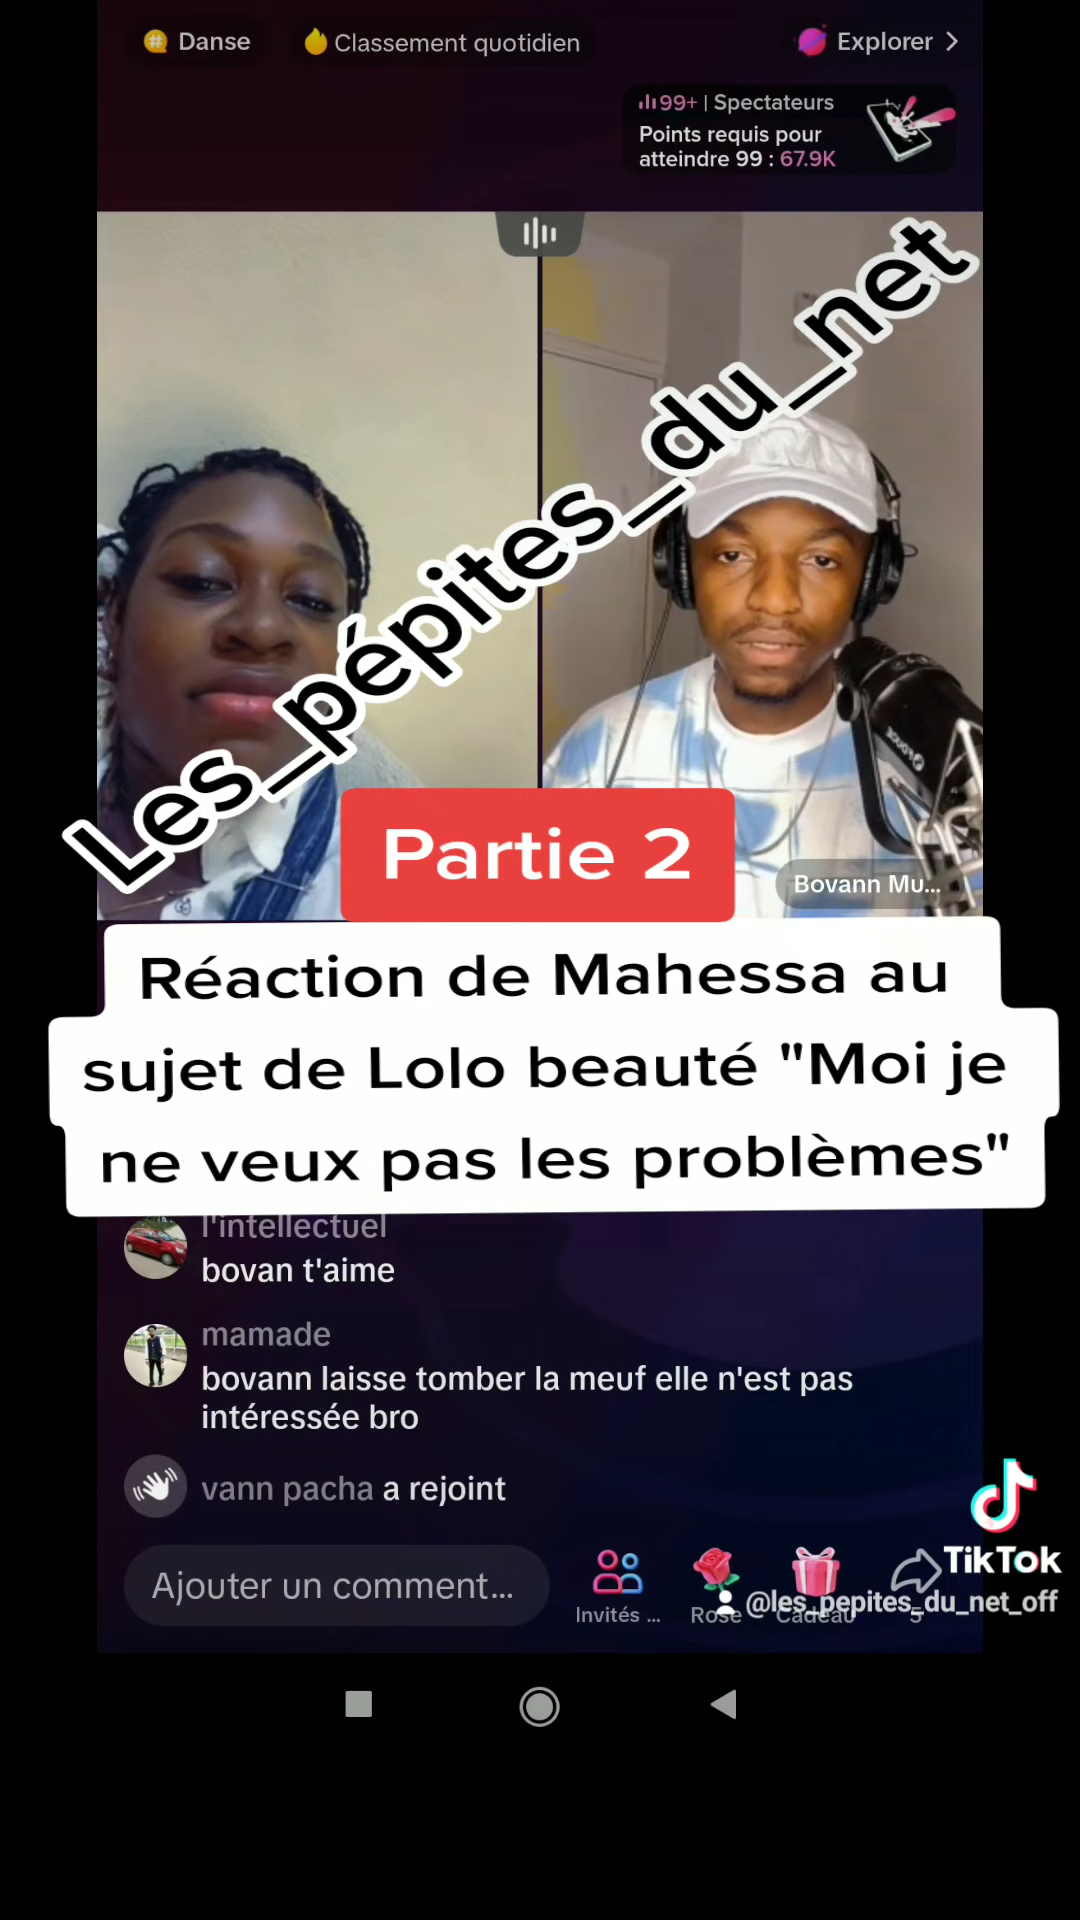 Danse
Classement quotidien
Explorer
99+ | Spectateurs
Points requis pour
atteindre 99 : 67.9K
Les_pépites_du_net
Partie 2
Bovann Mu...
Réaction de Mahessa au
sujet de Lolo beauté "Moi je
ne veux pas les problèmes"
l'intellectuel
bovan t'aime
mamade
bovann laisse tomber la meuf elle n'est pas
intéressée bro
vann pacha a rejoint
Ajouter un comment...
Invités ...
Rose
Cadeau
5
TikTok
@les_pepites_du_net_off